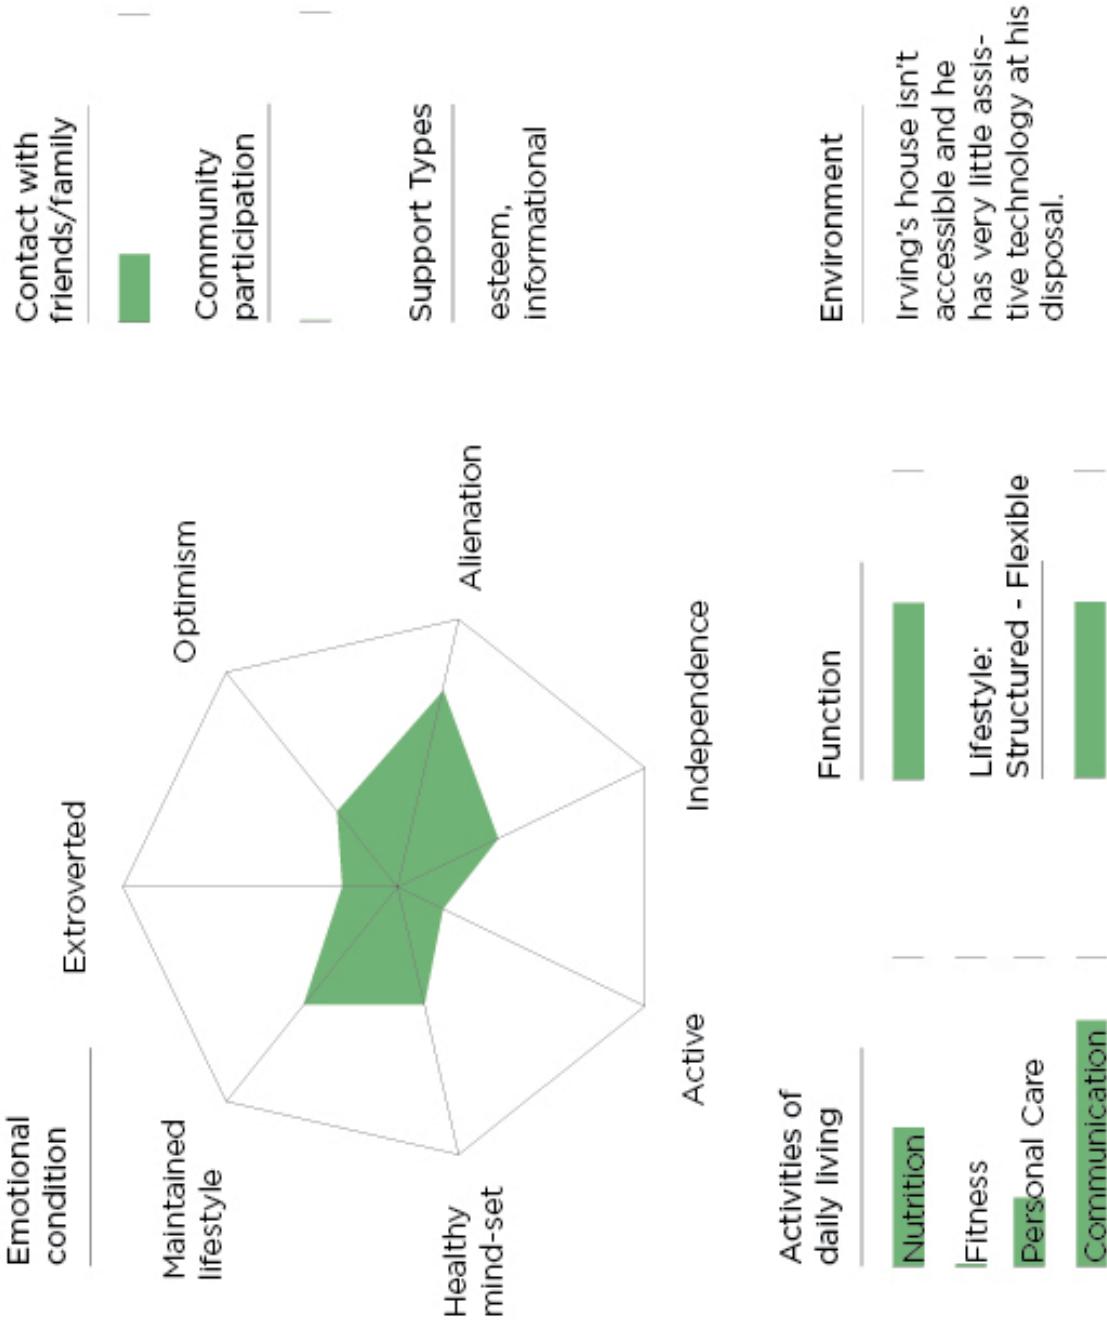 Emotional
condition
Extroverted
Optimism
Alienation
Independence
Active
Healthy
mind-set
Maintained
lifestyle
Contact with
friends/family
Community
participation
Support Types
esteem,
informational
Activities of
daily living
Nutrition
Fitness
Personal Care
Communication
Function
Lifestyle:
Structured - Flexible
Environment
Irving's house isn't
accessible and he
has very little assis-
tive technology at his
disposal.